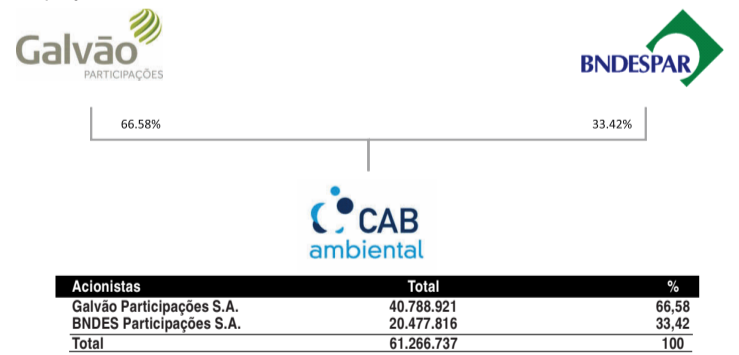 Galvão
PARTICIPAÇÕES
BNDESPAR
66.58%
33.42%
CAB
ambiental
Acionistas Total %
Galvão Participações S.A. 40.788.921 66,58
BNDES Participações S.A. 20.477.816 33,42
Total 61.266.737 100